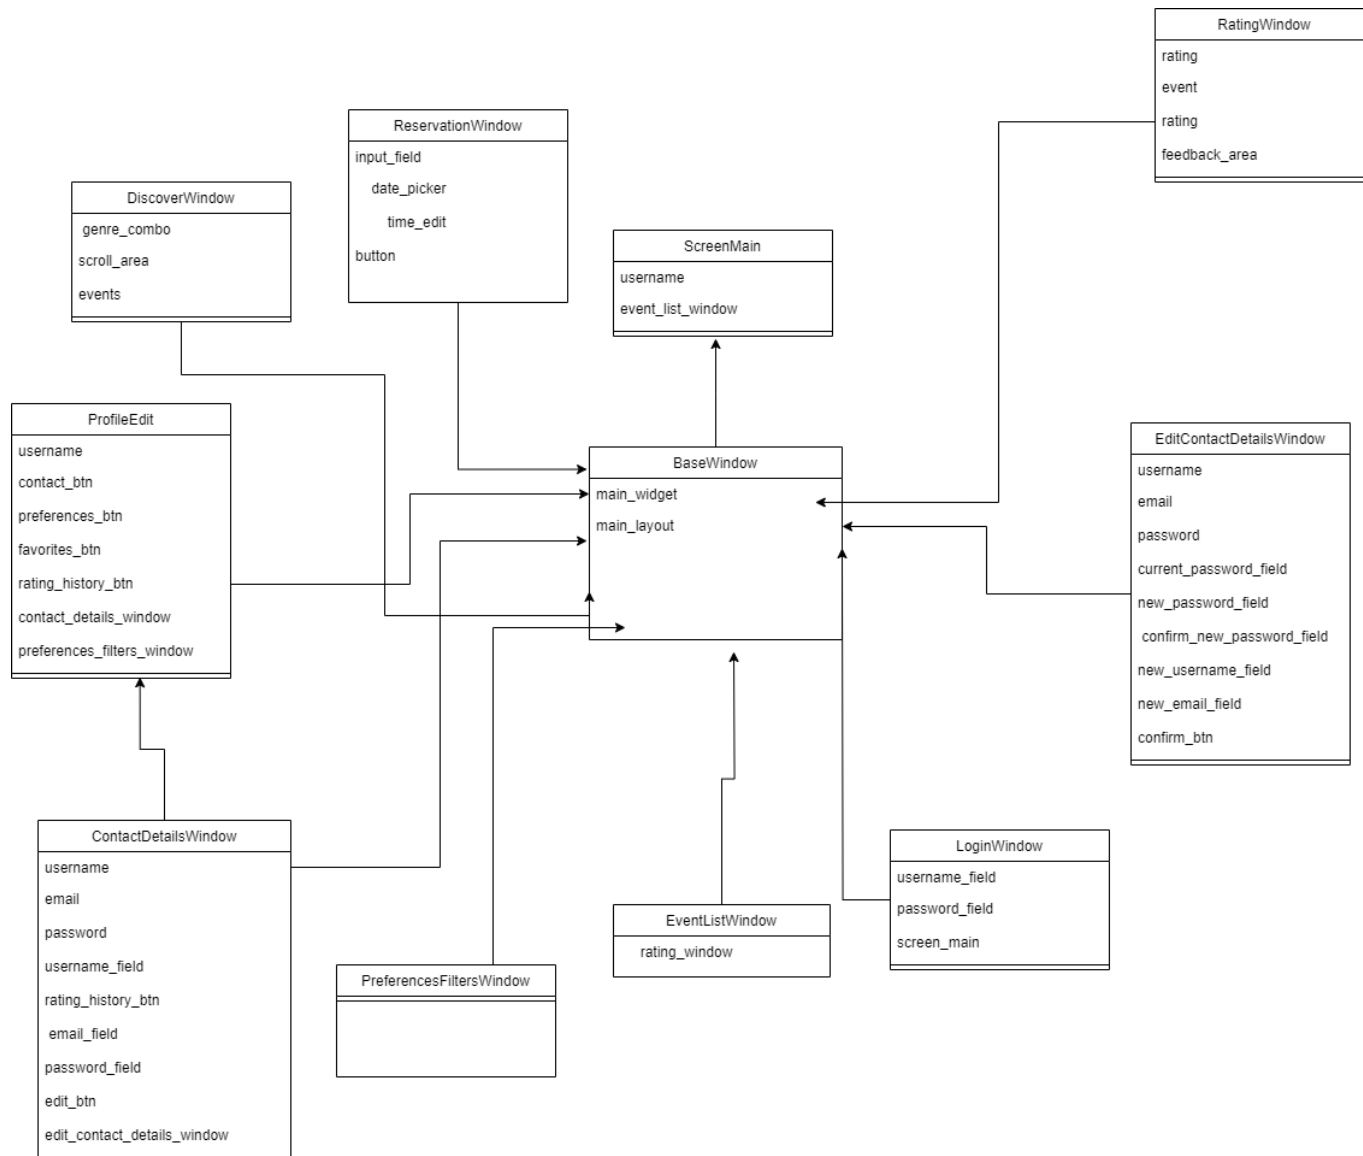 RatingWindow
rating
event
rating
feedback_area
ReservationWindow
input_field
date_picker
time_edit
button
DiscoverWindow
genre_combo
scroll_area
events
ScreenMain
username
event_list_window
ProfileEdit
username
contact_btn
preferences_btn
favorites_btn
rating_history_btn
contact_details_window
preferences_filters_window
BaseWindow
main_widget
main_layout
EditContactDetailsWindow
username
email
password
current_password_field
new_password_field
confirm_new_password_field
new_username_field
new_email_field
confirm_btn
ContactDetailsWindow
username
email
password
username_field
rating_history_btn
email_field
password_field
edit_btn
edit_contact_details_window
PreferencesFiltersWindow
EventListWindow
rating_window
LoginWindow
username_field
password_field
screen_main